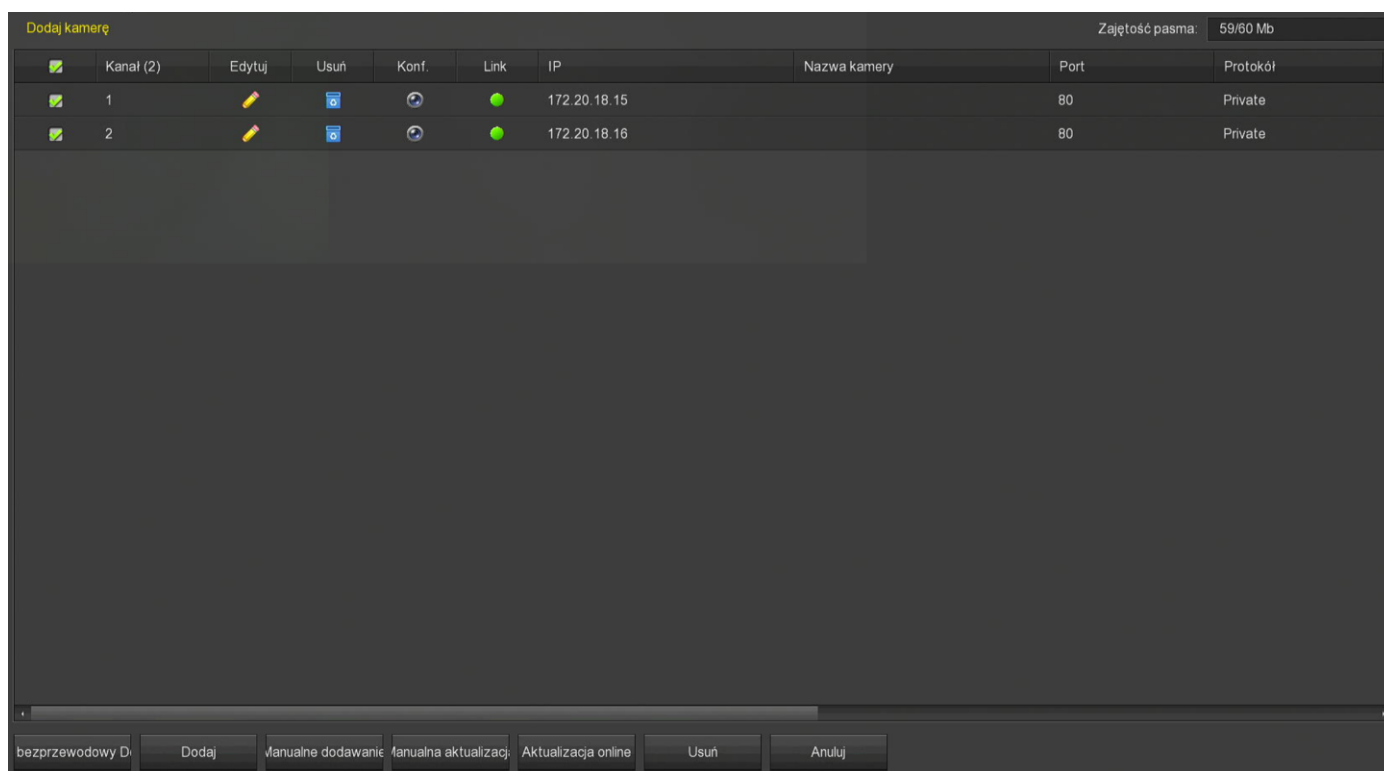 Dodaj kamerę Zajętość pasma: 59/60 Mb
Kanał (2) Edytuj Usuń Konf. Link IP Nazwa kamery Port Protokół
1 172.20.18.15 80 Private
2 172.20.18.16 80 Private
bezprzewodowy D Dodaj Manualne dodawanie Manualna aktualizacj Aktualizacja online Usuń Anuluj